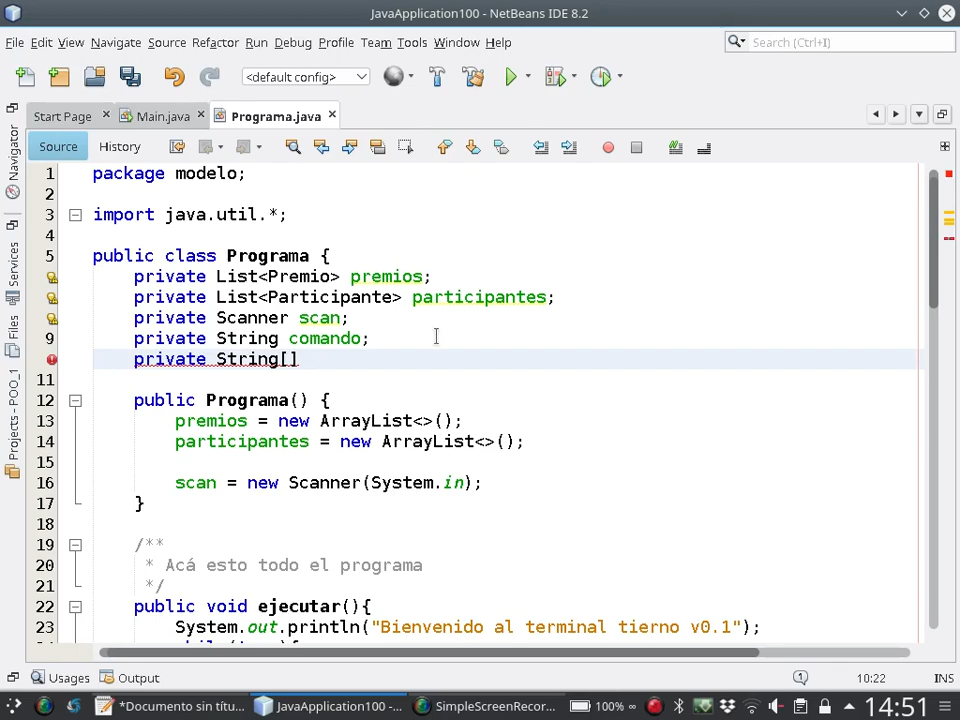 JavaApplication100 - NetBeans IDE 8.2
File Edit View Navigate Source Refactor Run Debug Profile Team Tools Window Help
Search (Ctrl+I)
<default config>
Start Page Main.java Programa.java
Source History
1 package modelo;
2
3 import java.util.*;
4
5 public class Programa {
private List<Premio> premios;
private List<Participante> participantes;
private Scanner scan;
9 private String comando;
private String[]
11
12 public Programa() {
13 premios = new ArrayList<>();
14 participantes = new ArrayList<>();
15
16 scan = new Scanner(System.in);
17 }
18
19 /**
20 * Acá esto todo el programa
21 */
22 public void ejecutar(){
23 System.out.println("Bienvenido al terminal tierno v0.1");
Navigator
Services
Files
Projects - POO_1
Usages Output
1
10:22 INS
*Documento sin títu... JavaApplication100 -... SimpleScreenRecor... 100% ∞ 14:51